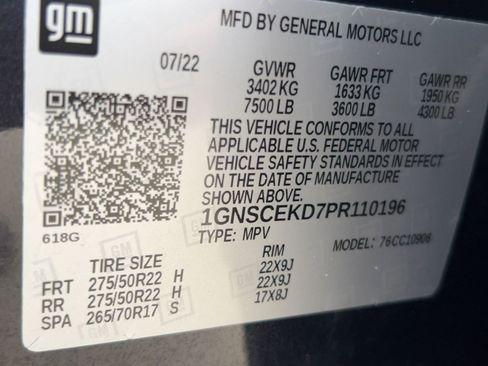 gm
MFD BY GENERAL MOTORS LLC
07/22 GVWR GAWR FRT GAWR RR
3402 KG 1633 KG 1950 KG
7500 LB 3600 LB 4300 LB
THIS VEHICLE CONFORMS TO ALL
APPLICABLE U.S. FEDERAL MOTOR
VEHICLE SAFETY STANDARDS IN EFFECT
ON THE DATE OF MANUFACTURE
SHOWN ABOVE.
1GNSCEKD7PR110196
618G TYPE: MPV MODEL: 76CC10906
TIRE SIZE RIM
FRT 275/50R22 H 22X9J
RR 275/50R22 H 22X9J
SPA 265/70R17 S 17X8J